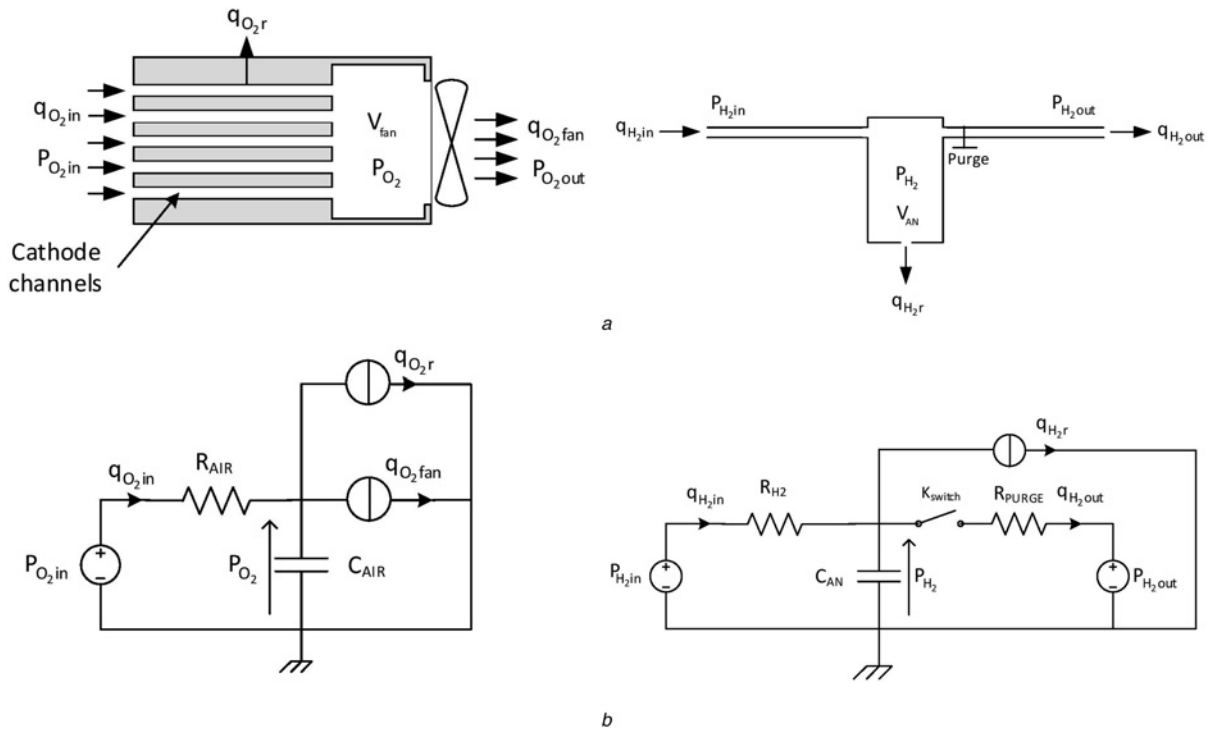 qO₂r
qO₂in
PO₂in
Vfan
PO₂
qO₂fan
PO₂out
Cathode
channels
PH₂in
PH₂out
qH₂in
qH₂out
Purge
PH₂
VAN
qH₂r
a
qO₂r
qO₂in
RAIR
qO₂fan
PO₂in
PO₂
CAIR
qH₂r
qH₂in
RH2
Kswitch
RPURGE
qH₂out
PH₂in
CAN
PH₂
PH₂out
b